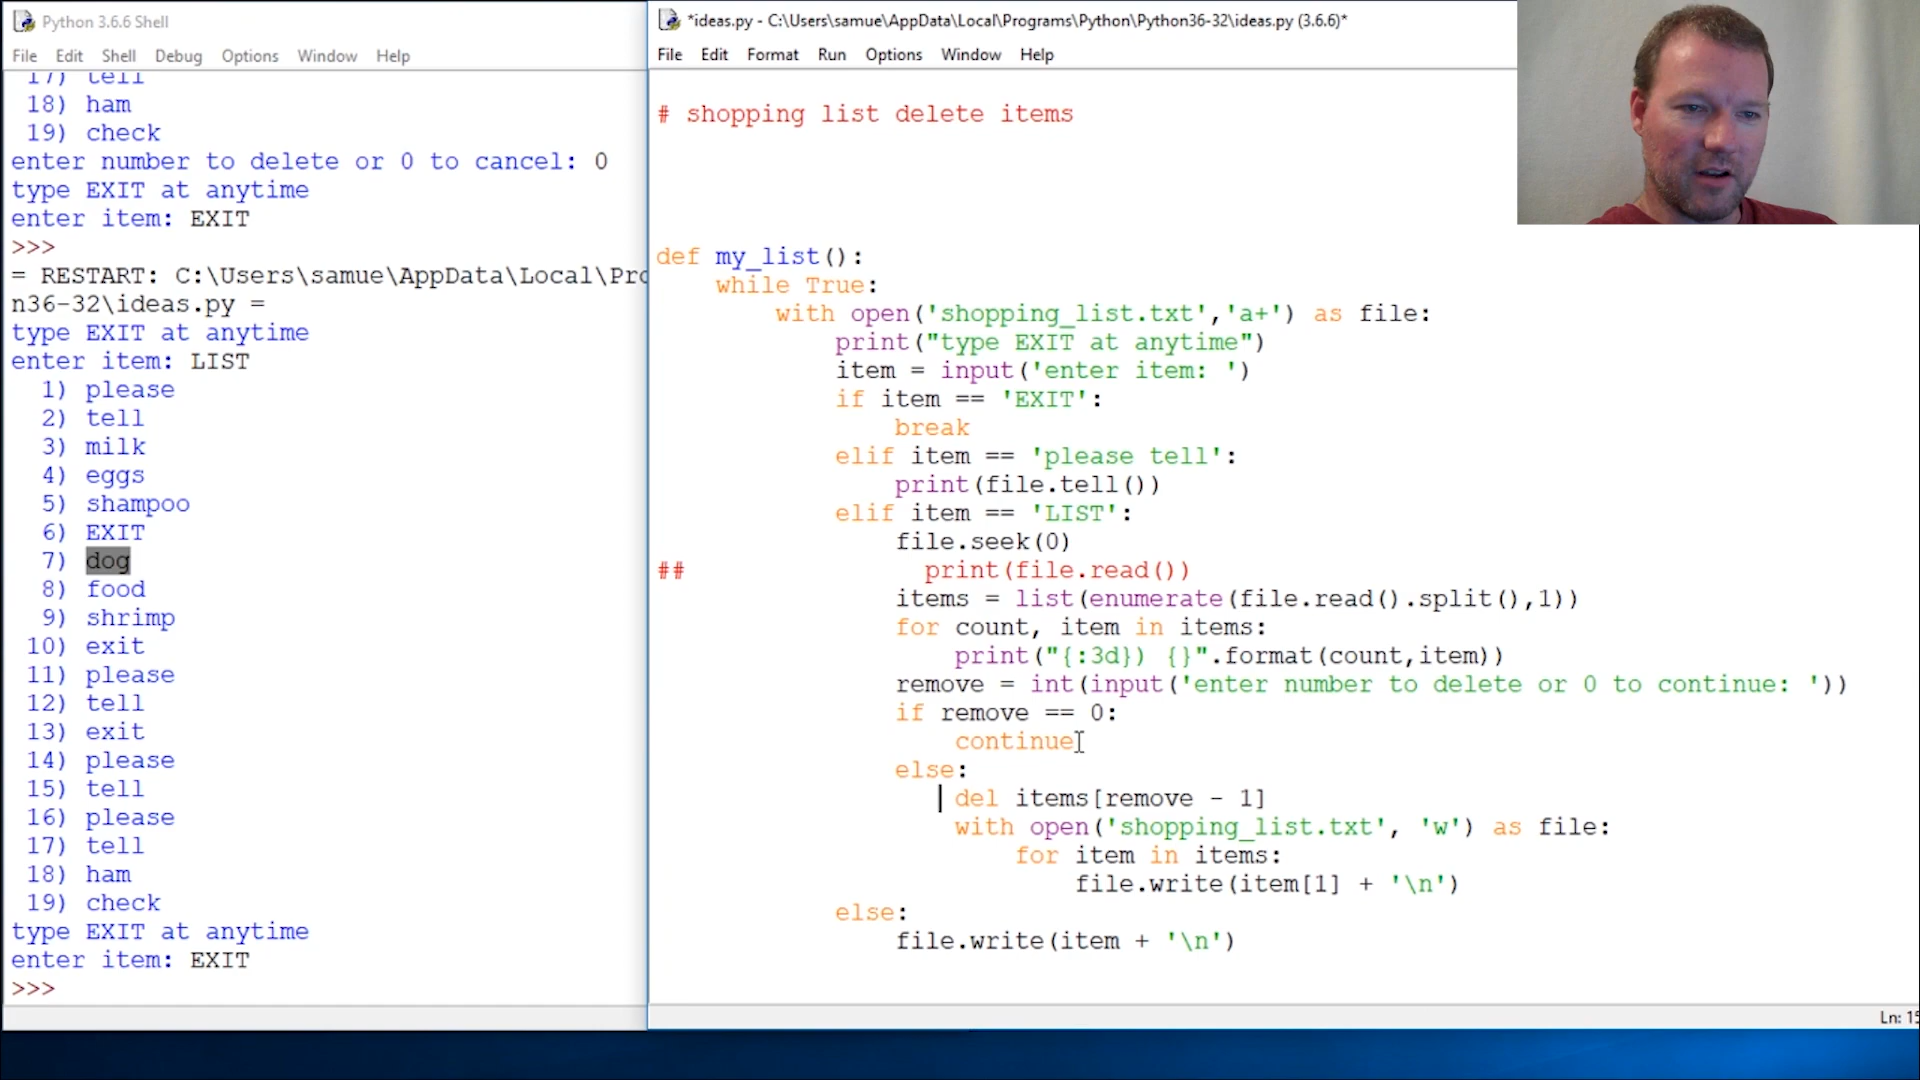 Python 3.6.6 Shell
File Edit Shell Debug Options Window Help
17) tell
18) ham
19) check
enter number to delete or 0 to cancel: 0
type EXIT at anytime
enter item: EXIT
>>>
= RESTART: C:\Users\samue\AppData\Local\Pro
n36-32\ideas.py =
type EXIT at anytime
enter item: LIST
1) please
2) tell
3) milk
4) eggs
5) shampoo
6) EXIT
7) dog
8) food
9) shrimp
10) exit
11) please
12) tell
13) exit
14) please
15) tell
16) please
17) tell
18) ham
19) check
type EXIT at anytime
enter item: EXIT
>>>
*ideas.py - C:\Users\samue\AppData\Local\Programs\Python\Python36-32\ideas.py (3.6.6)*
File Edit Format Run Options Window Help
# shopping list delete items
def my_list():
    while True:
        with open('shopping_list.txt','a+') as file:
            print("type EXIT at anytime")
            item = input('enter item: ')
            if item == 'EXIT':
                break
            elif item == 'please tell':
                print(file.tell())
            elif item == 'LIST':
                file.seek(0)
##                print(file.read())
                items = list(enumerate(file.read().split(),1))
                for count, item in items:
                    print("{:3d}) {}".format(count,item))
                remove = int(input('enter number to delete or 0 to continue: '))
                if remove == 0:
                    continue
                else:
                    del items[remove - 1]
                    with open('shopping_list.txt', 'w') as file:
                        for item in items:
                            file.write(item[1] + '\n')
            else:
                file.write(item + '\n')
Ln: 15